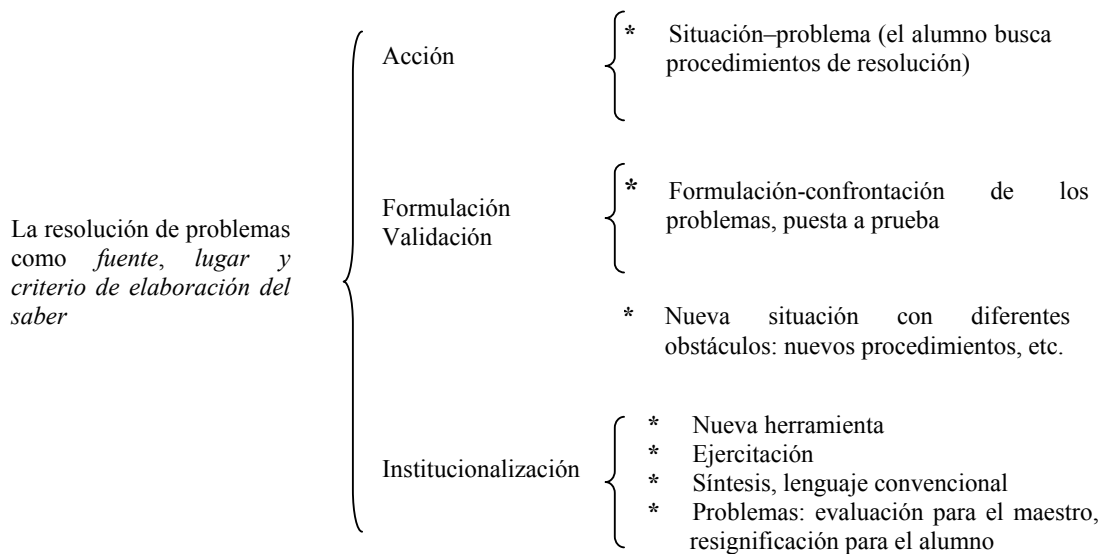 La resolución de problemas
como fuente, lugar y
criterio de elaboración del
saber
Acción
* Situación–problema (el alumno busca
procedimientos de resolución)
Formulación
Validación
* Formulación-confrontación de los
problemas, puesta a prueba
* Nueva situación con diferentes
obstáculos: nuevos procedimientos, etc.
Institucionalización
* Nueva herramienta
* Ejercitación
* Síntesis, lenguaje convencional
* Problemas: evaluación para el maestro,
resignificación para el alumno